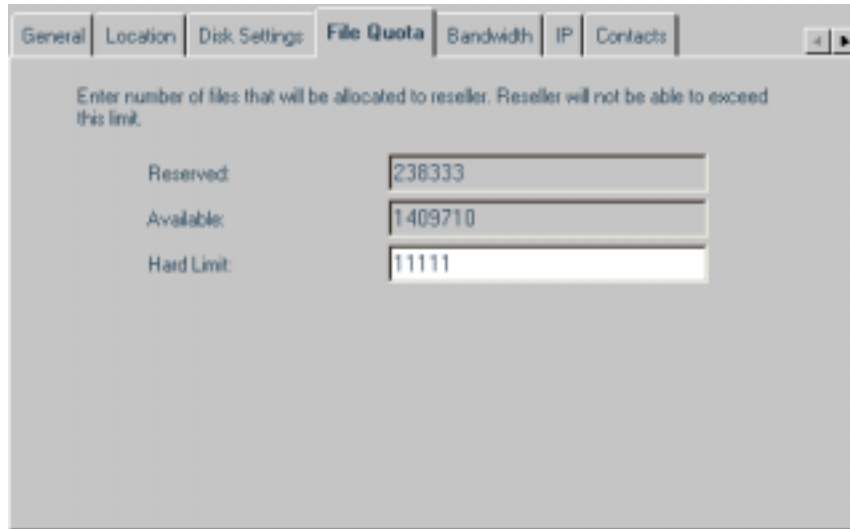 General Location Disk Settings File Quota Bandwidth IP Contacts
Enter number of files that will be allocated to reseller. Reseller will not be able to exceed
this limit.
Reserved: 238333
Available: 1409710
Hard Limit: 11111